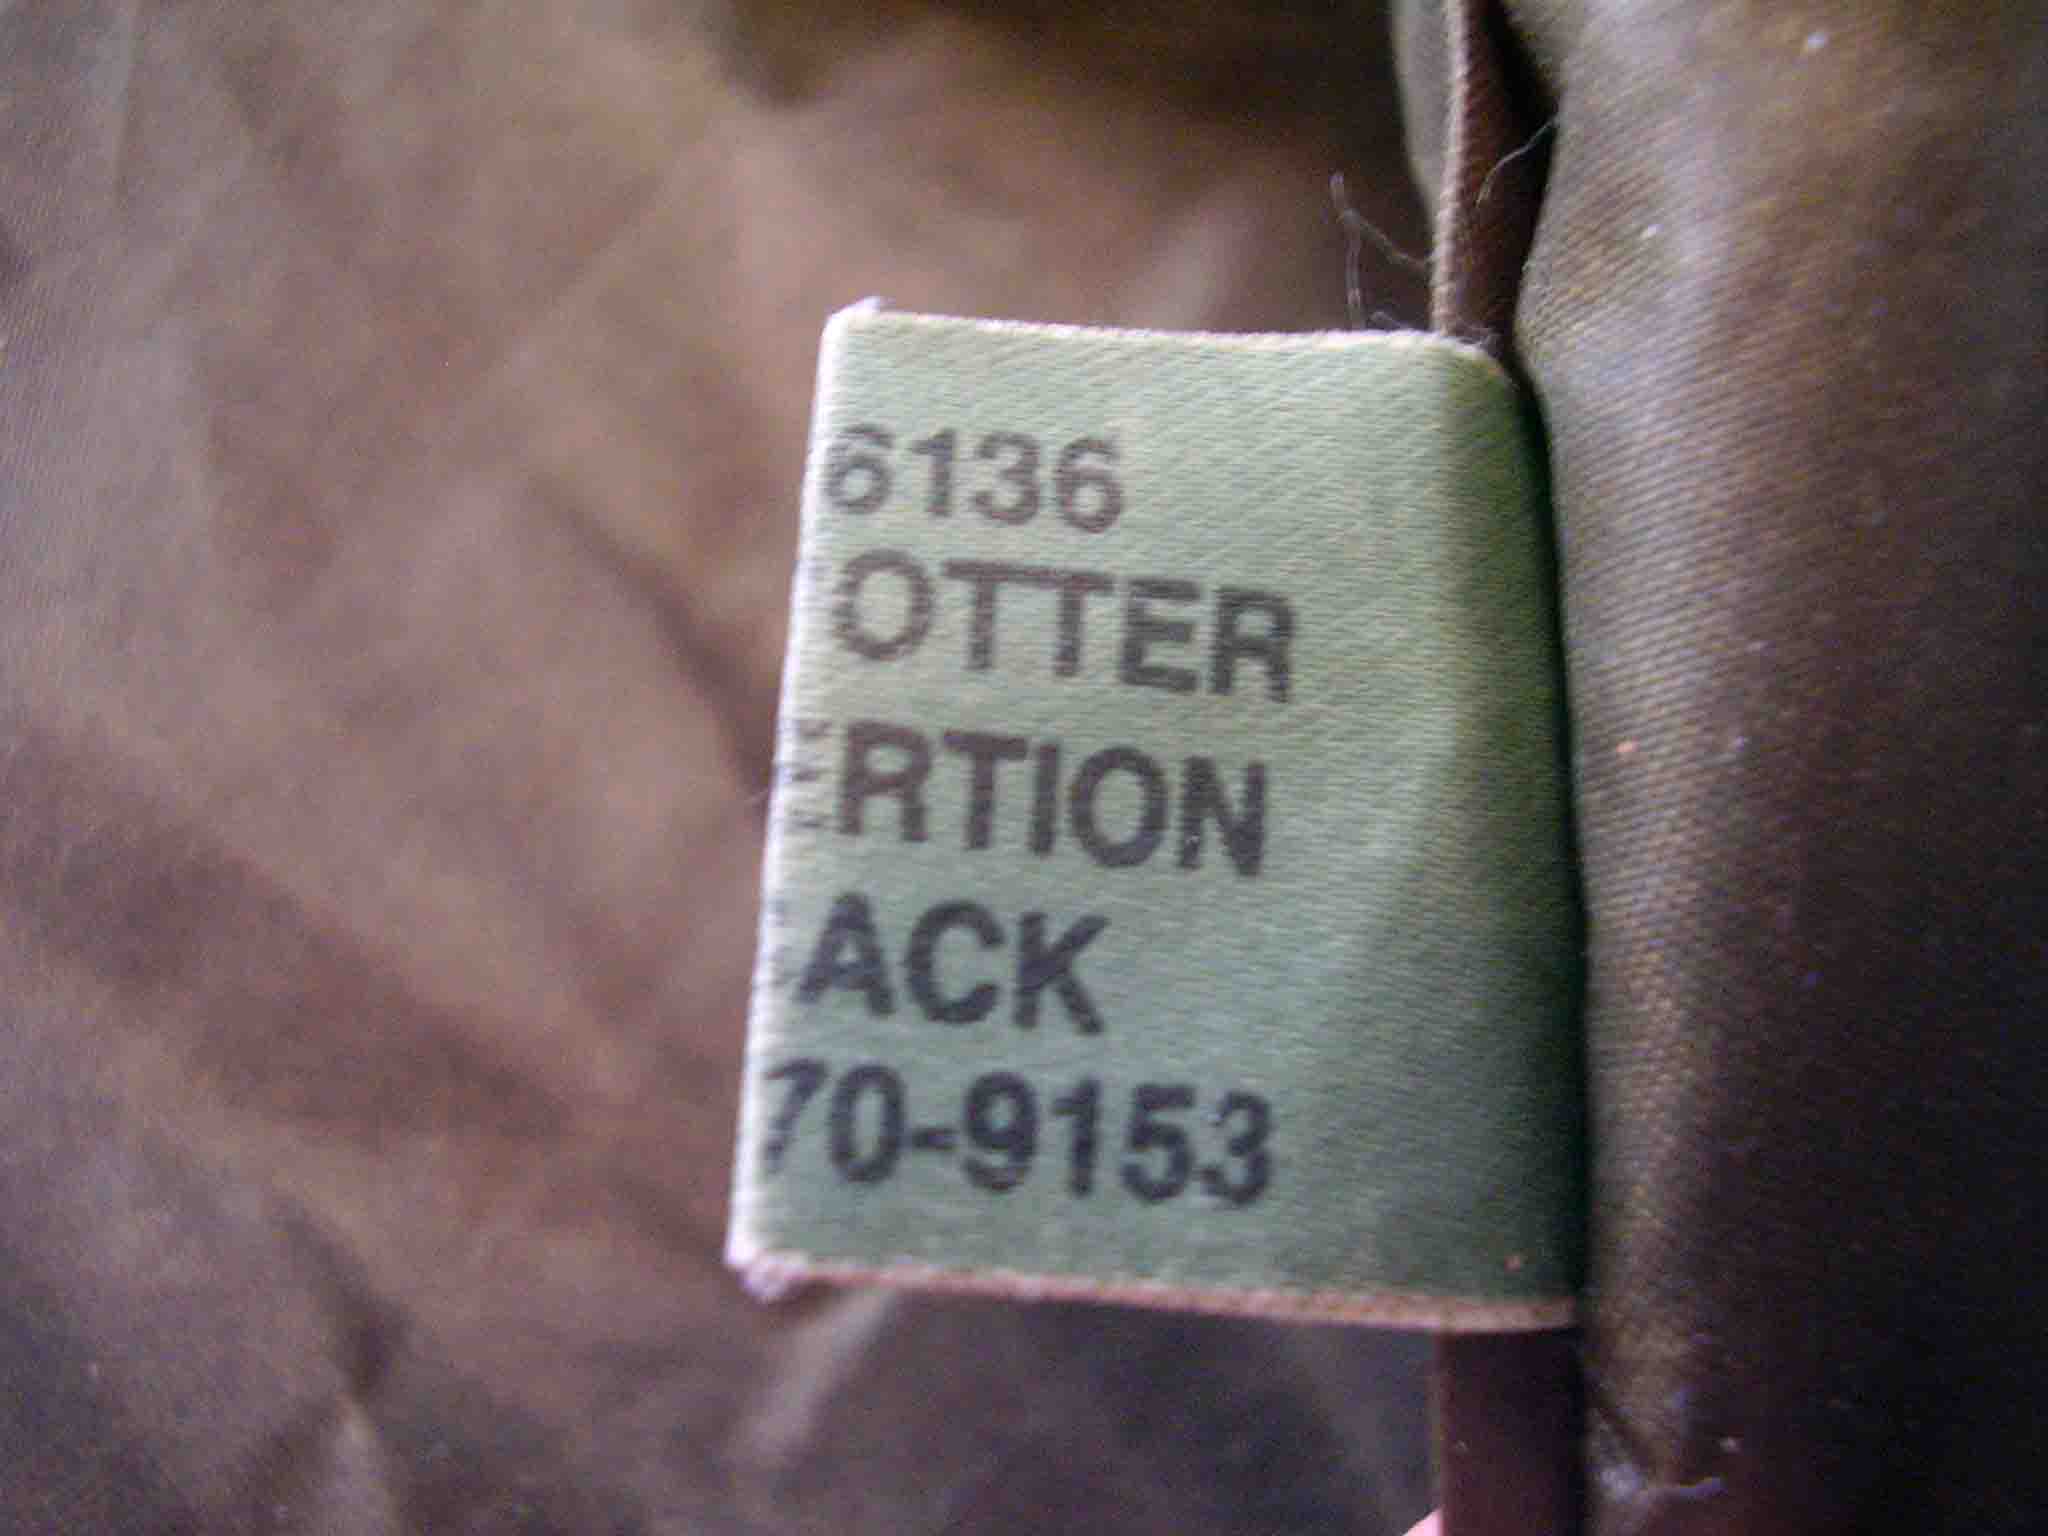 6136
OTTER
RTION
ACK
70-9153